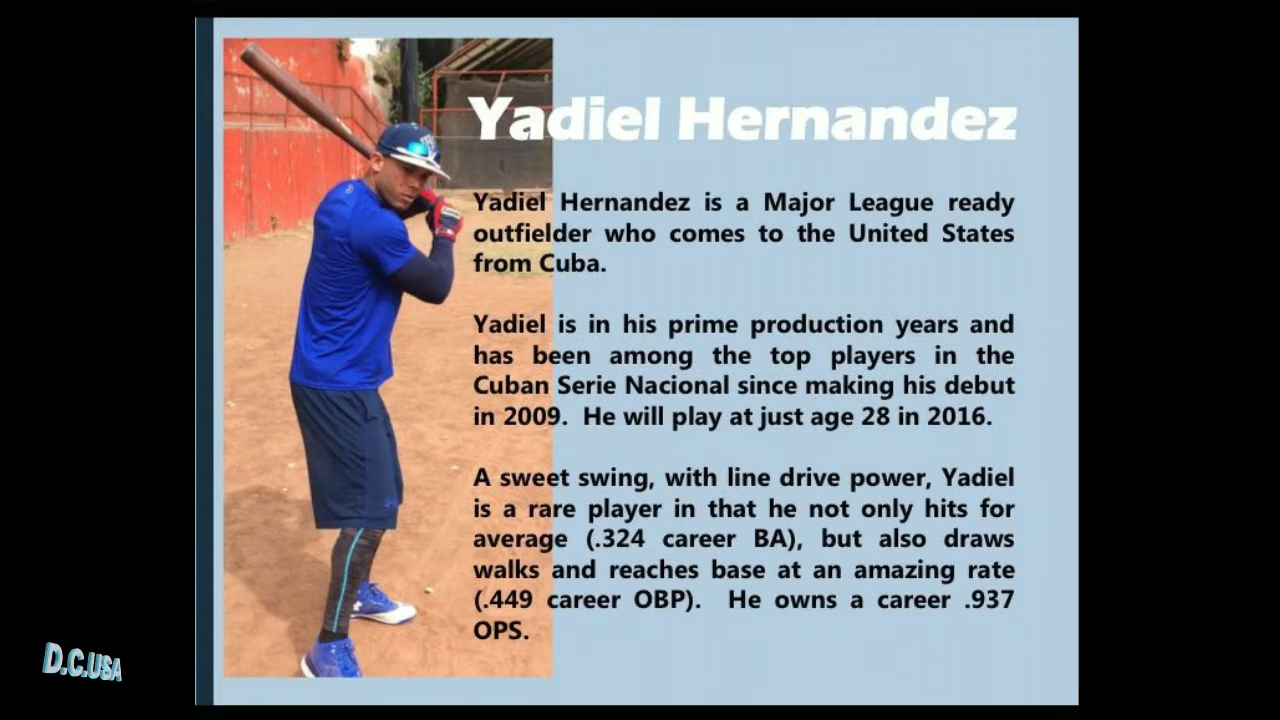 Yadiel Hernandez
Yadiel Hernandez is a Major League ready
outfielder who comes to the United States
from Cuba.
Yadiel is in his prime production years and
has been among the top players in the
Cuban Serie Nacional since making his debut
in 2009. He will play at just age 28 in 2016.
A sweet swing, with line drive power, Yadiel
is a rare player in that he not only hits for
average (.324 career BA), but also draws
walks and reaches base at an amazing rate
(.449 career OBP). He owns a career .937
OPS.
D.C.USA